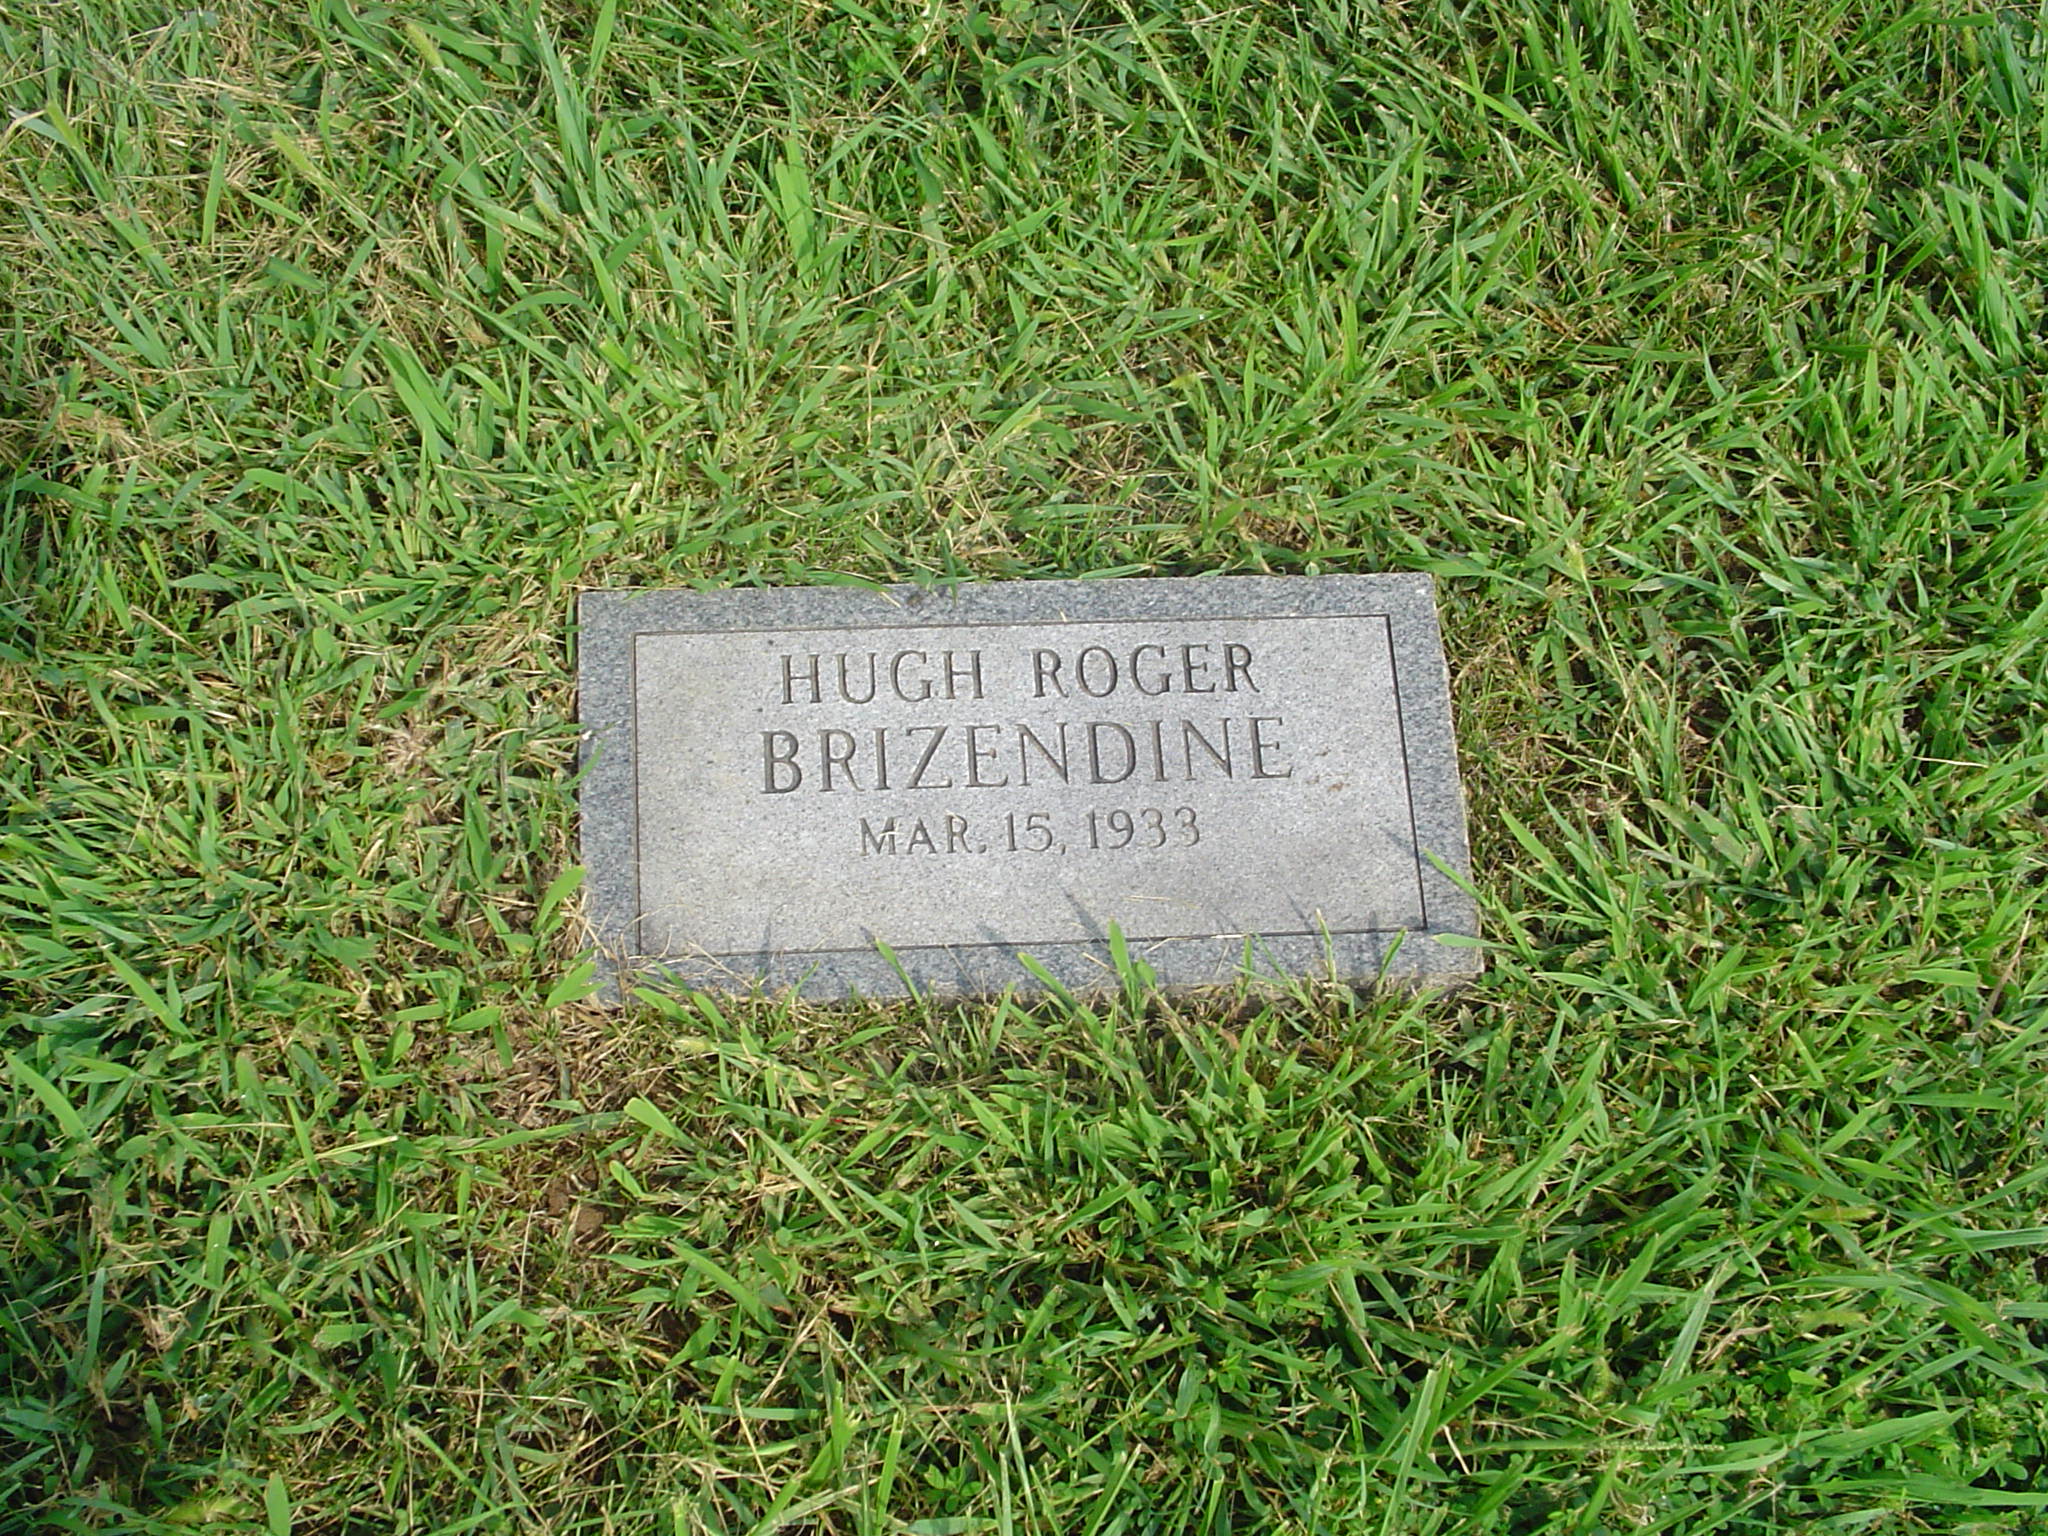 HUGH ROGER
BRIZENDINE
MAR. 15, 1933